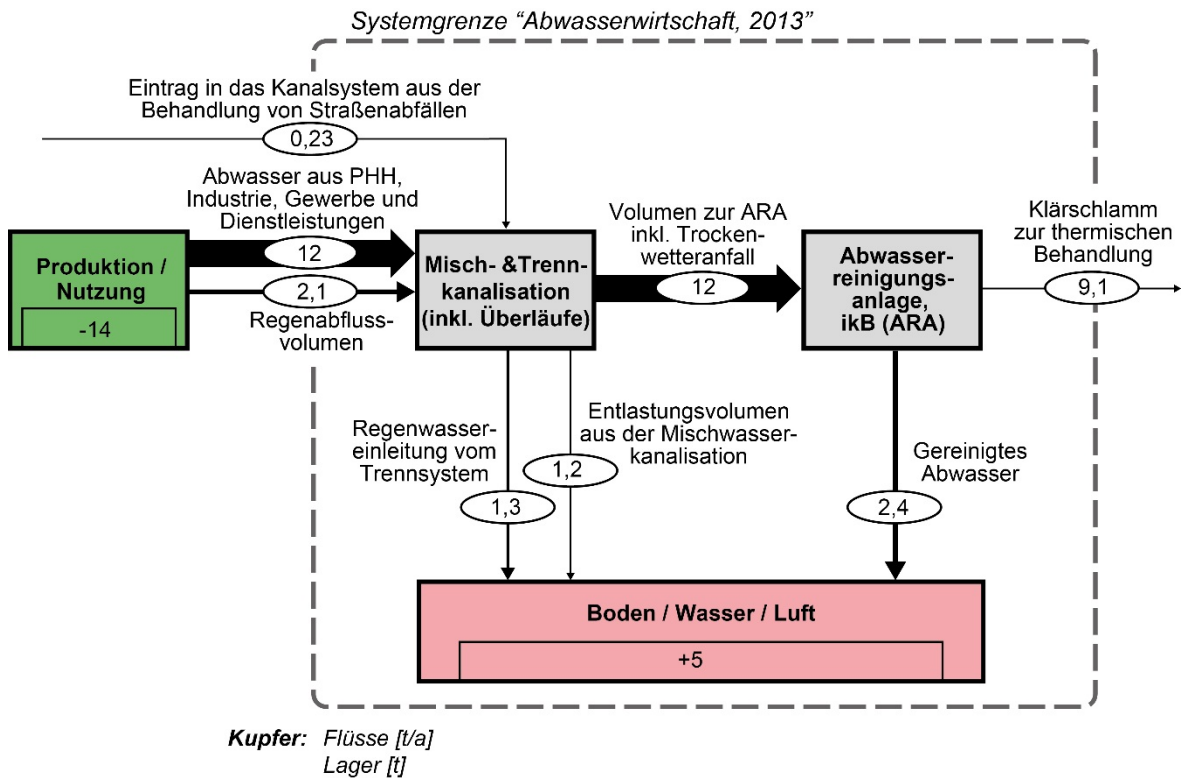 Systemgrenze “Abwasserwirtschaft, 2013”
Eintrag in das Kanalsystem aus der
Behandlung von Straßenabfällen
0,23
Abwasser aus PHH,
Industrie, Gewerbe und
Dienstleistungen
12
2,1
Regenabfluss-
volumen
Produktion /
Nutzung
-14
Misch- &Trenn-
kanalisation
(inkl. Überläufe)
Volumen zur ARA
inkl. Trocken-
wetteranfall
12
Abwasser-
reinigungs-
anlage,
ikB (ARA)
Klärschlamm
zur thermischen
Behandlung
9,1
Regenwasser-
einleitung vom
Trennsystem
1,3
Entlastungsvolumen
aus der Mischwasser-
kanalisation
1,2
Gereinigtes
Abwasser
2,4
Boden / Wasser / Luft
+5
Kupfer: Flüsse [t/a]
Lager [t]